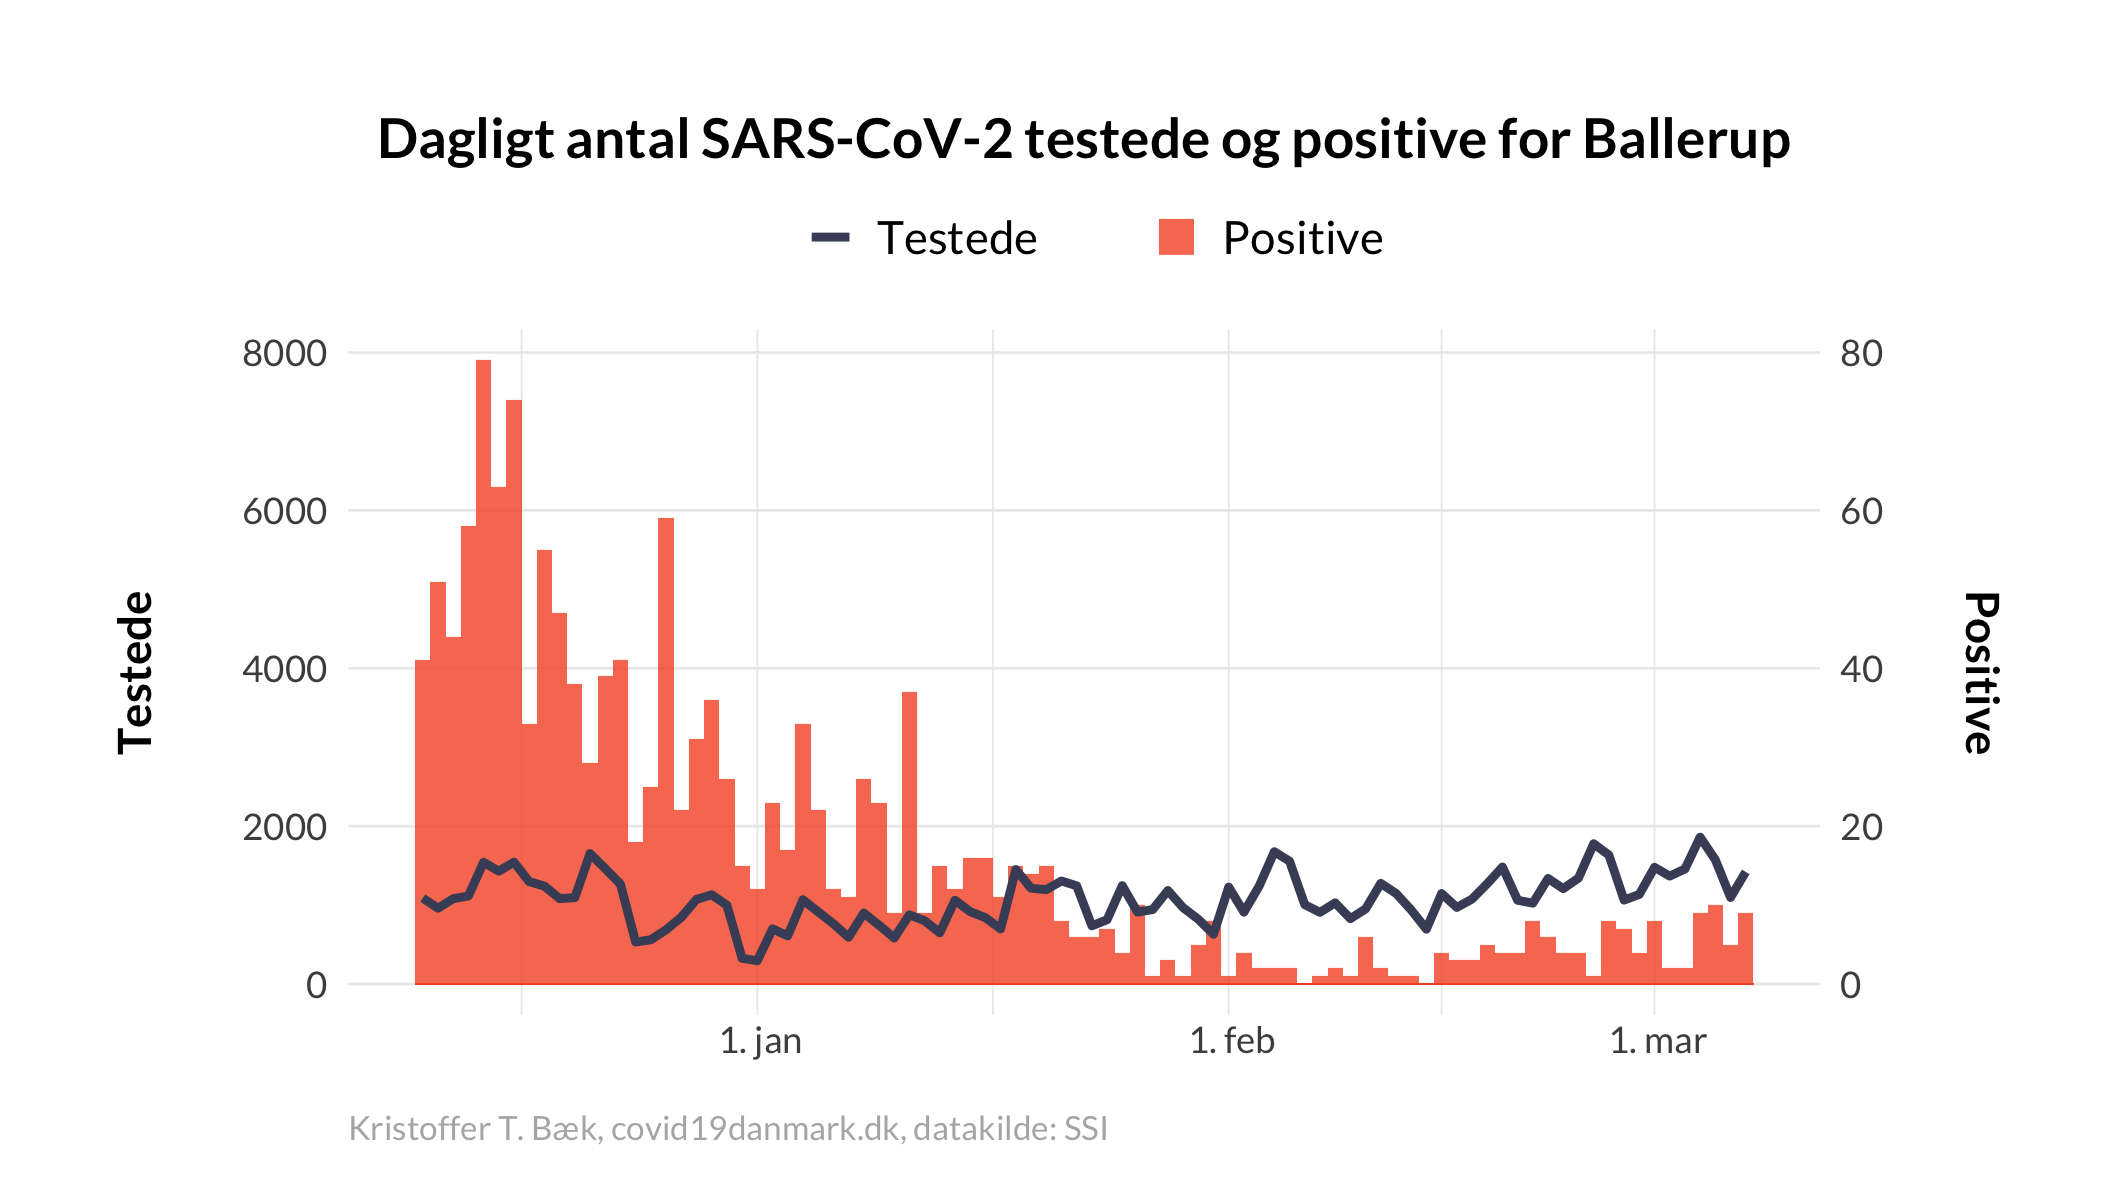 Dagligt antal SARS-CoV-2 testede og positive for Ballerup
Testede
Positive
8000
6000
4000
2000
0
80
60
40
20
0
Testede
Positive
1. jan
1. feb
1. mar
Kristoffer T. Bæk, covid19danmark.dk, datakilde: SSI